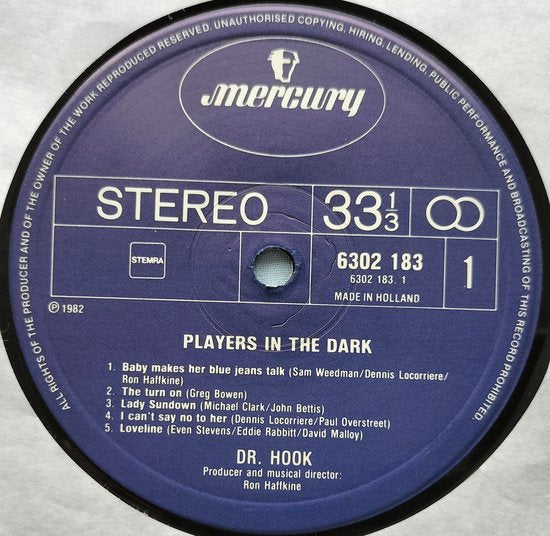 ALL RIGHTS OF THE PRODUCER AND OF THE OWNER OF THE WORK REPRODUCED RESERVED. UNAUTHORISED COPYING, HIRING, LENDING, PUBLIC PERFORMANCE AND BROADCASTING OF THIS RECORD PROHIBITED.
mercury
STEREO
33 1/3
STEMRA
6302 183
6302 183. 1
MADE IN HOLLAND
1
℗ 1982
PLAYERS IN THE DARK
1. Baby makes her blue jeans talk (Sam Weedman/Dennis Locorriere/
Ron Haffkine)
2. The turn on (Greg Bowen)
3. Lady Sundown (Michael Clark/John Bettis)
4. I can't say no to her (Dennis Locorriere/Paul Overstreet)
5. Loveline (Even Stevens/Eddie Rabbitt/David Malloy)
DR. HOOK
Producer and musical director:
Ron Haffkine